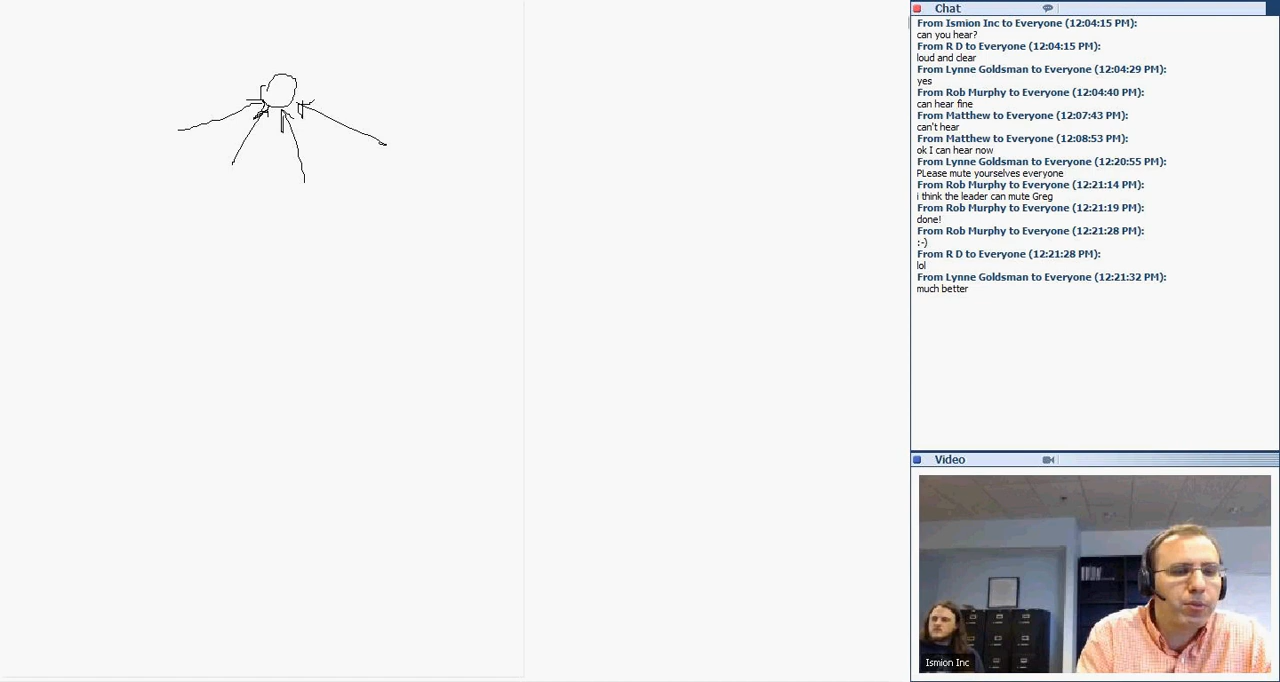 Chat
From Ismion Inc to Everyone (12:04:15 PM):
can you hear?
From R D to Everyone (12:04:15 PM):
loud and clear
From Lynne Goldsman to Everyone (12:04:29 PM):
yes
From Rob Murphy to Everyone (12:04:40 PM):
can hear fine
From Matthew to Everyone (12:07:43 PM):
can't hear
From Matthew to Everyone (12:08:53 PM):
ok I can hear now
From Lynne Goldsman to Everyone (12:20:55 PM):
PLease mute yourselves everyone
From Rob Murphy to Everyone (12:21:14 PM):
i think the leader can mute Greg
From Rob Murphy to Everyone (12:21:19 PM):
done!
From Rob Murphy to Everyone (12:21:28 PM):
:-)
From R D to Everyone (12:21:28 PM):
lol
From Lynne Goldsman to Everyone (12:21:32 PM):
much better
Video
Ismion Inc